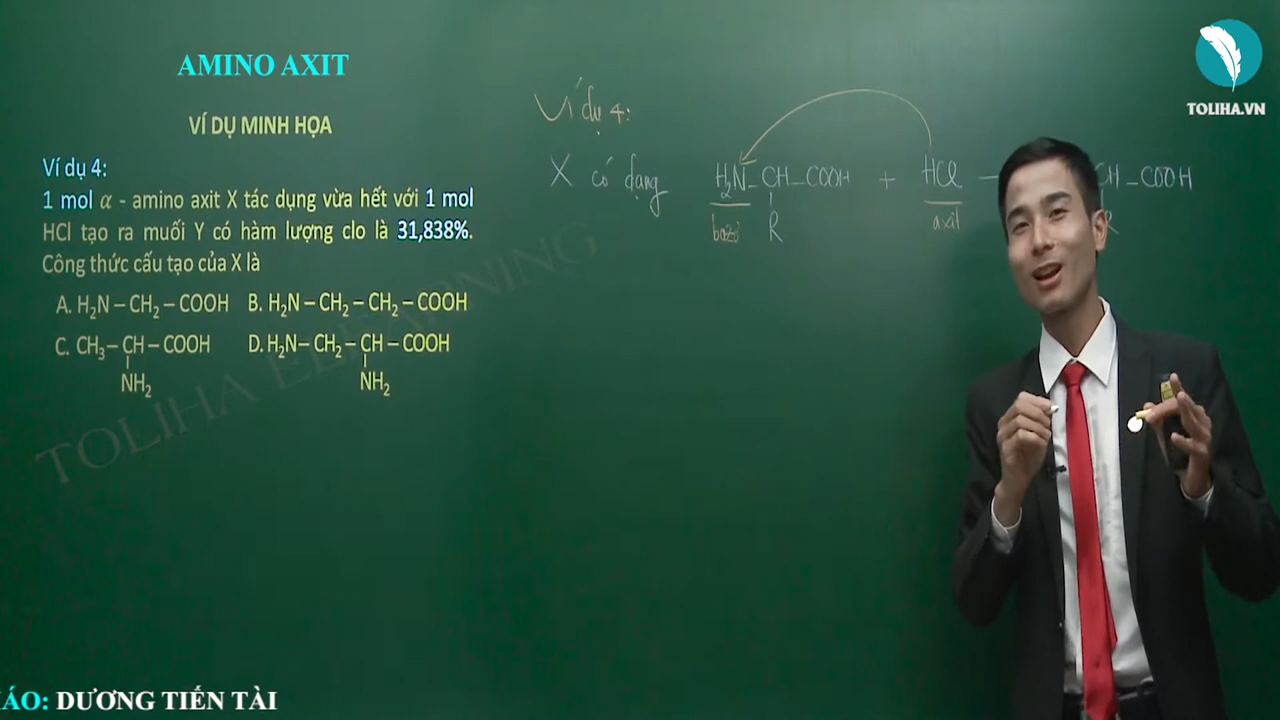 TOLIHA.VN
AMINO AXIT
VÍ DỤ MINH HỌA
Ví dụ 4:
1 mol α - amino axit X tác dụng vừa hết với 1 mol
HCl tạo ra muối Y có hàm lượng clo là 31,838%.
Công thức cấu tạo của X là
A. H₂N – CH₂ – COOH B. H₂N – CH₂ – CH₂ – COOH
C. CH₃ – CH – COOH D. H₂N– CH₂ – CH – COOH
NH₂ NH₂
Ví dụ 4:
X có dạng H₂N – CH – COOH + HCl – CH – COOH
bazơ R axit R
TOLIHA ELEARNING
ÁO: DƯƠNG TIẾN TÀI